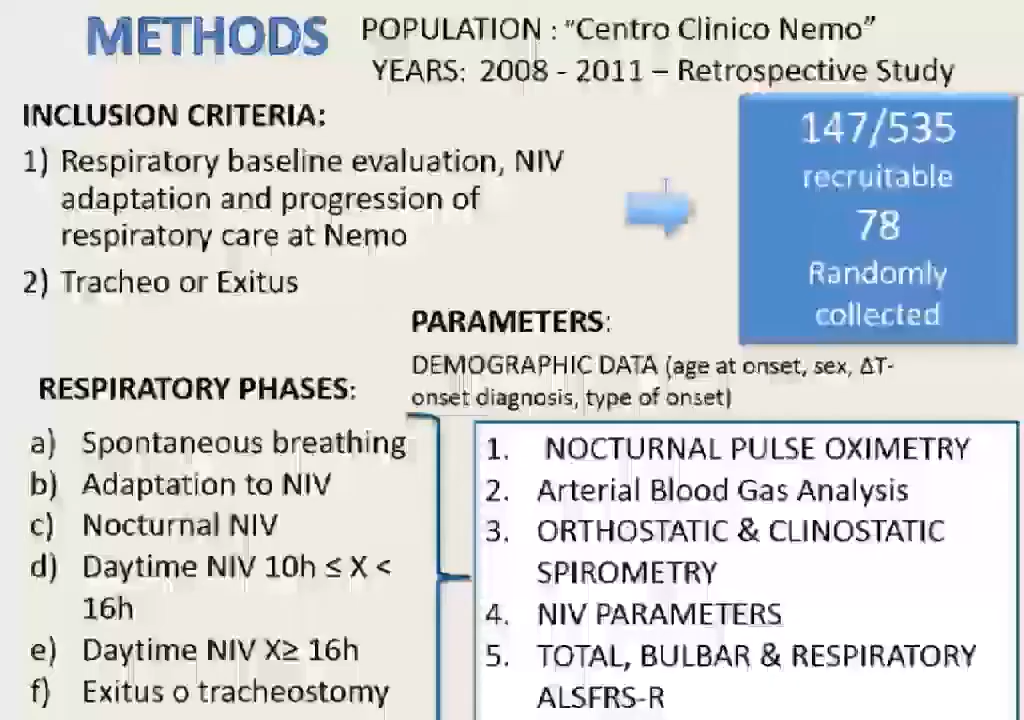 METHODS
POPULATION : "Centro Clinico Nemo"
YEARS: 2008 - 2011 – Retrospective Study
INCLUSION CRITERIA:
1) Respiratory baseline evaluation, NIV
adaptation and progression of
respiratory care at Nemo
2) Tracheo or Exitus
147/535
recruitable
78
Randomly
collected
PARAMETERS:
DEMOGRAPHIC DATA (age at onset, sex, ΔT-
onset diagnosis, type of onset)
RESPIRATORY PHASES:
a) Spontaneous breathing
b) Adaptation to NIV
c) Nocturnal NIV
d) Daytime NIV 10h ≤ X <
16h
e) Daytime NIV X≥ 16h
f) Exitus o tracheostomy
1. NOCTURNAL PULSE OXIMETRY
2. Arterial Blood Gas Analysis
3. ORTHOSTATIC & CLINOSTATIC
SPIROMETRY
4. NIV PARAMETERS
5. TOTAL, BULBAR & RESPIRATORY
ALSFRS-R